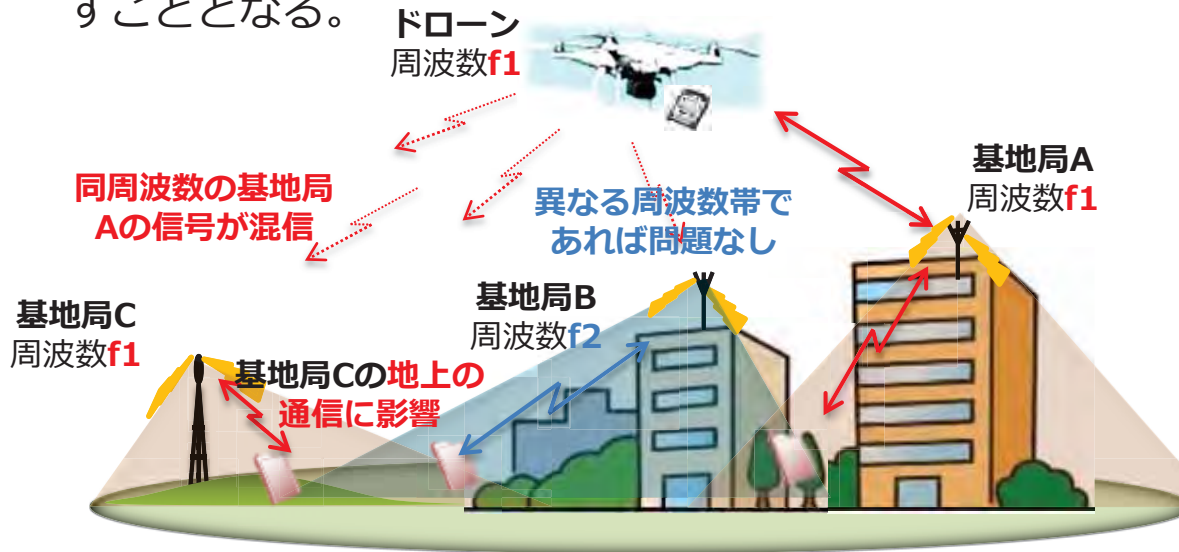 すこととなる。
ドローン
周波数f1
基地局A
周波数f1
同周波数の基地局
Aの信号が混信
異なる周波数帯で
あれば問題なし
基地局B
周波数f2
基地局C
周波数f1
基地局Cの地上の
通信に影響